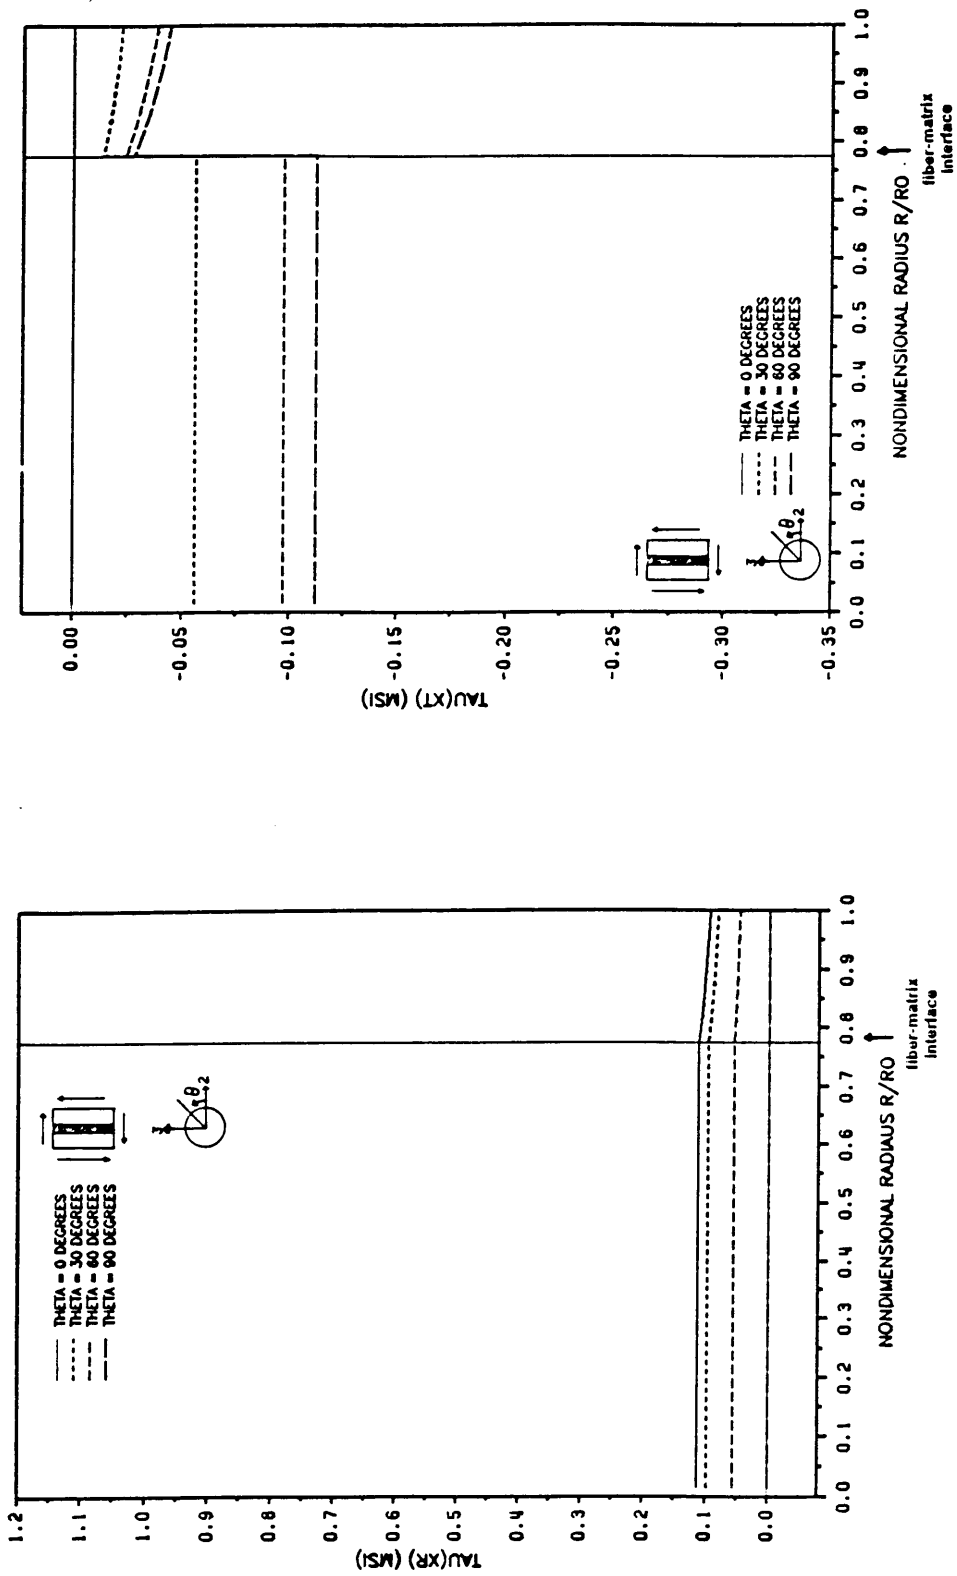 1.2
1.1
1.0
0.9
0.8
0.7
0.6
0.5
0.4
0.3
0.2
0.1
0.0
TAU(XR) (MSI)
THETA = 0 DEGREES
THETA = 30 DEGREES
THETA = 60 DEGREES
THETA = 90 DEGREES
3
θ
2
0.0 0.1 0.2 0.3 0.4 0.5 0.6 0.7 0.8 0.9 1.0
NONDIMENSIONAL RADIAUS R/RO
fiber-matrix
interface
0.00
-0.05
-0.10
-0.15
-0.20
-0.25
-0.30
-0.35
TAU(XT) (MSI)
THETA = 0 DEGREES
THETA = 30 DEGREES
THETA = 60 DEGREES
THETA = 90 DEGREES
3
θ
2
0.0 0.1 0.2 0.3 0.4 0.5 0.6 0.7 0.8 0.9 1.0
NONDIMENSIONAL RADIUS R/RO
fiber-matrix
interface